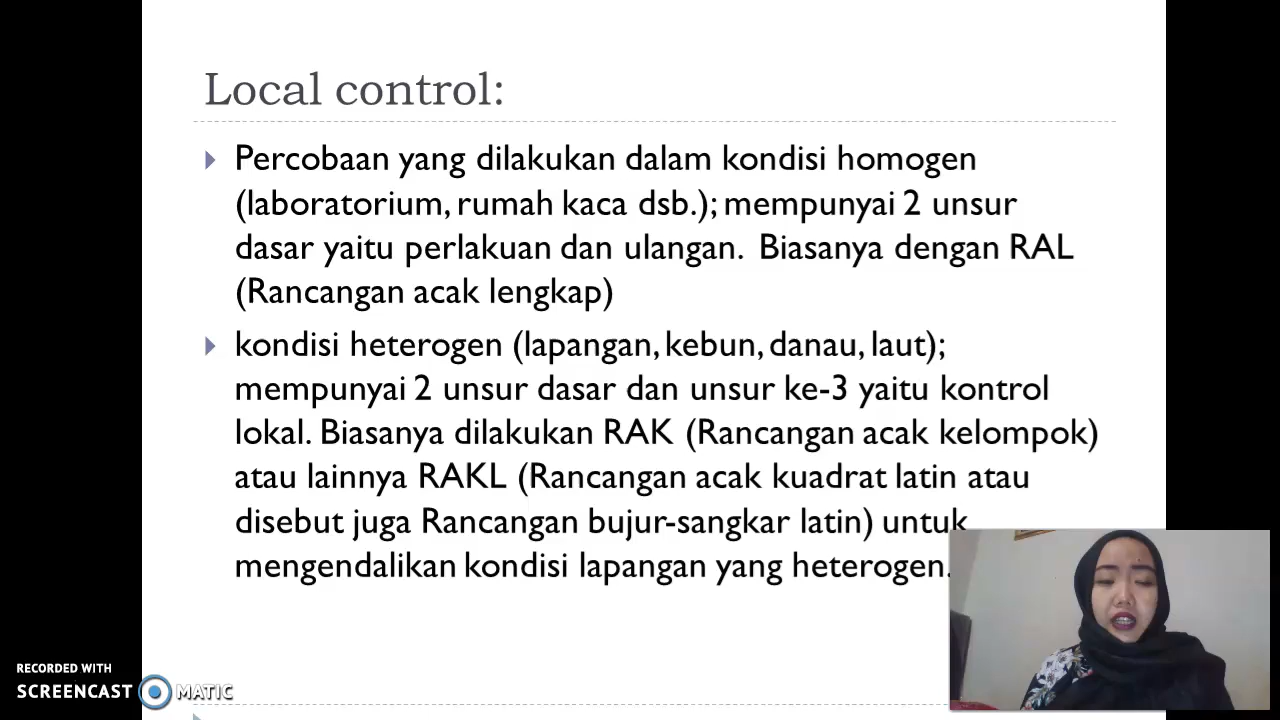 Local control:
Percobaan yang dilakukan dalam kondisi homogen
(laboratorium, rumah kaca dsb.); mempunyai 2 unsur
dasar yaitu perlakuan dan ulangan. Biasanya dengan RAL
(Rancangan acak lengkap)
kondisi heterogen (lapangan, kebun, danau, laut);
mempunyai 2 unsur dasar dan unsur ke-3 yaitu kontrol
lokal. Biasanya dilakukan RAK (Rancangan acak kelompok)
atau lainnya RAKL (Rancangan acak kuadrat latin atau
disebut juga Rancangan bujur-sangkar latin) untuk
mengendalikan kondisi lapangan yang heterogen.
RECORDED WITH
SCREENCAST MATIC